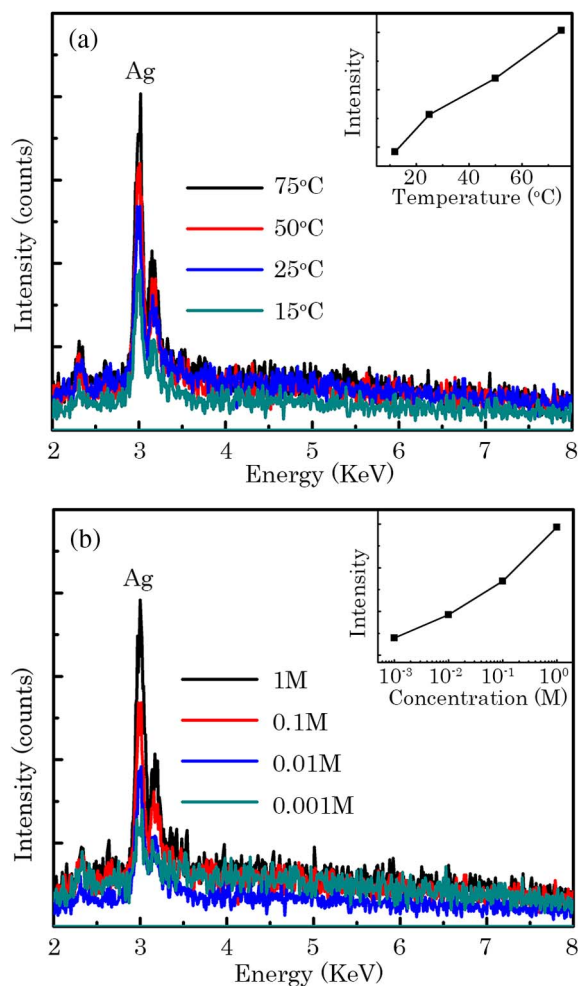 (a)
Ag
Intensity (counts)
75°C
50°C
25°C
15°C
2 3 4 5 6 7 8
Energy (KeV)
Intensity
20 40 60
Temperature (°C)
(b)
Ag
Intensity (counts)
1M
0.1M
0.01M
0.001M
2 3 4 5 6 7 8
Energy (KeV)
Intensity
10⁻³ 10⁻² 10⁻¹ 10⁰
Concentration (M)